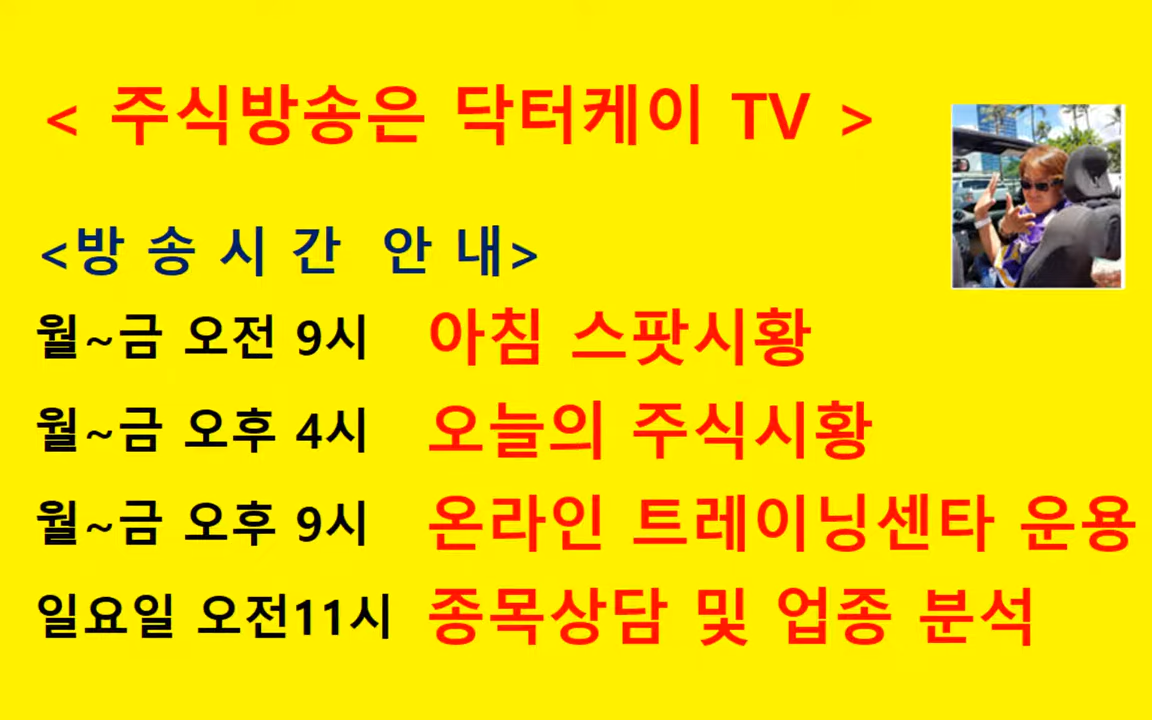 < 주식방송은 닥터케이 TV >
<방 송 시 간 안 내>
월~금 오전 9시 아침 스팟시황
월~금 오후 4시 오늘의 주식시황
월~금 오후 9시 온라인 트레이닝센타 운용
일요일 오전11시 종목상담 및 업종 분석